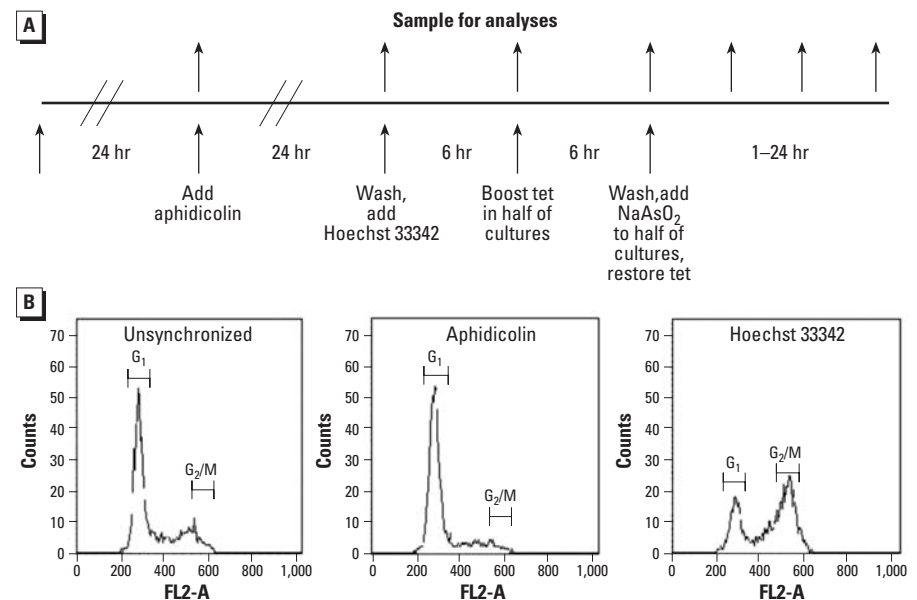 A
Sample for analyses
24 hr
24 hr
6 hr
6 hr
1–24 hr
Add
aphidicolin
Wash,
add
Hoechst 33342
Boost tet
in half of
cultures
Wash,add
NaAsO₂
to half of
cultures,
restore tet
B
Unsynchronized
G₁
G₂/M
70
60
50
40
30
20
10
0
Counts
0 200 400 600 800 1,000
FL2-A
Aphidicolin
G₁
G₂/M
70
60
50
40
30
20
10
0
Counts
0 200 400 600 800 1,000
FL2-A
Hoechst 33342
G₁
G₂/M
70
60
50
40
30
20
10
0
Counts
0 200 400 600 800 1,000
FL2-A